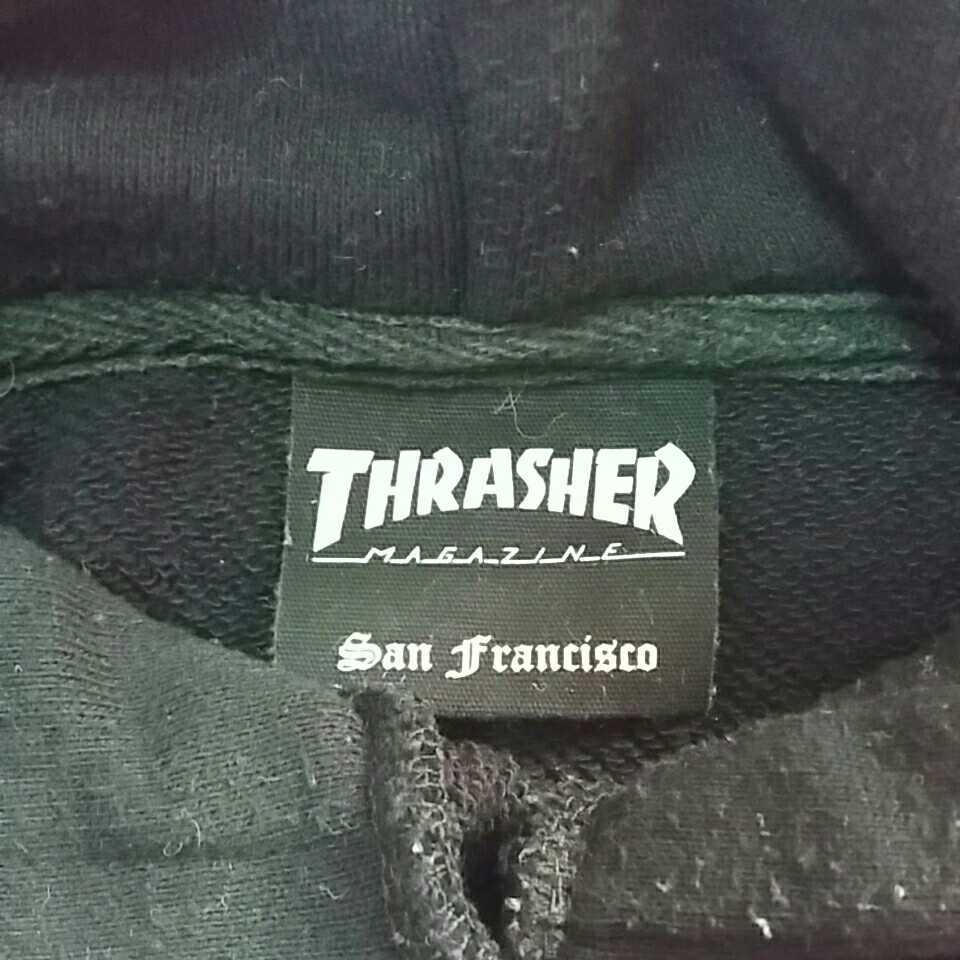 THRASHER
MAGAZINE
San Francisco